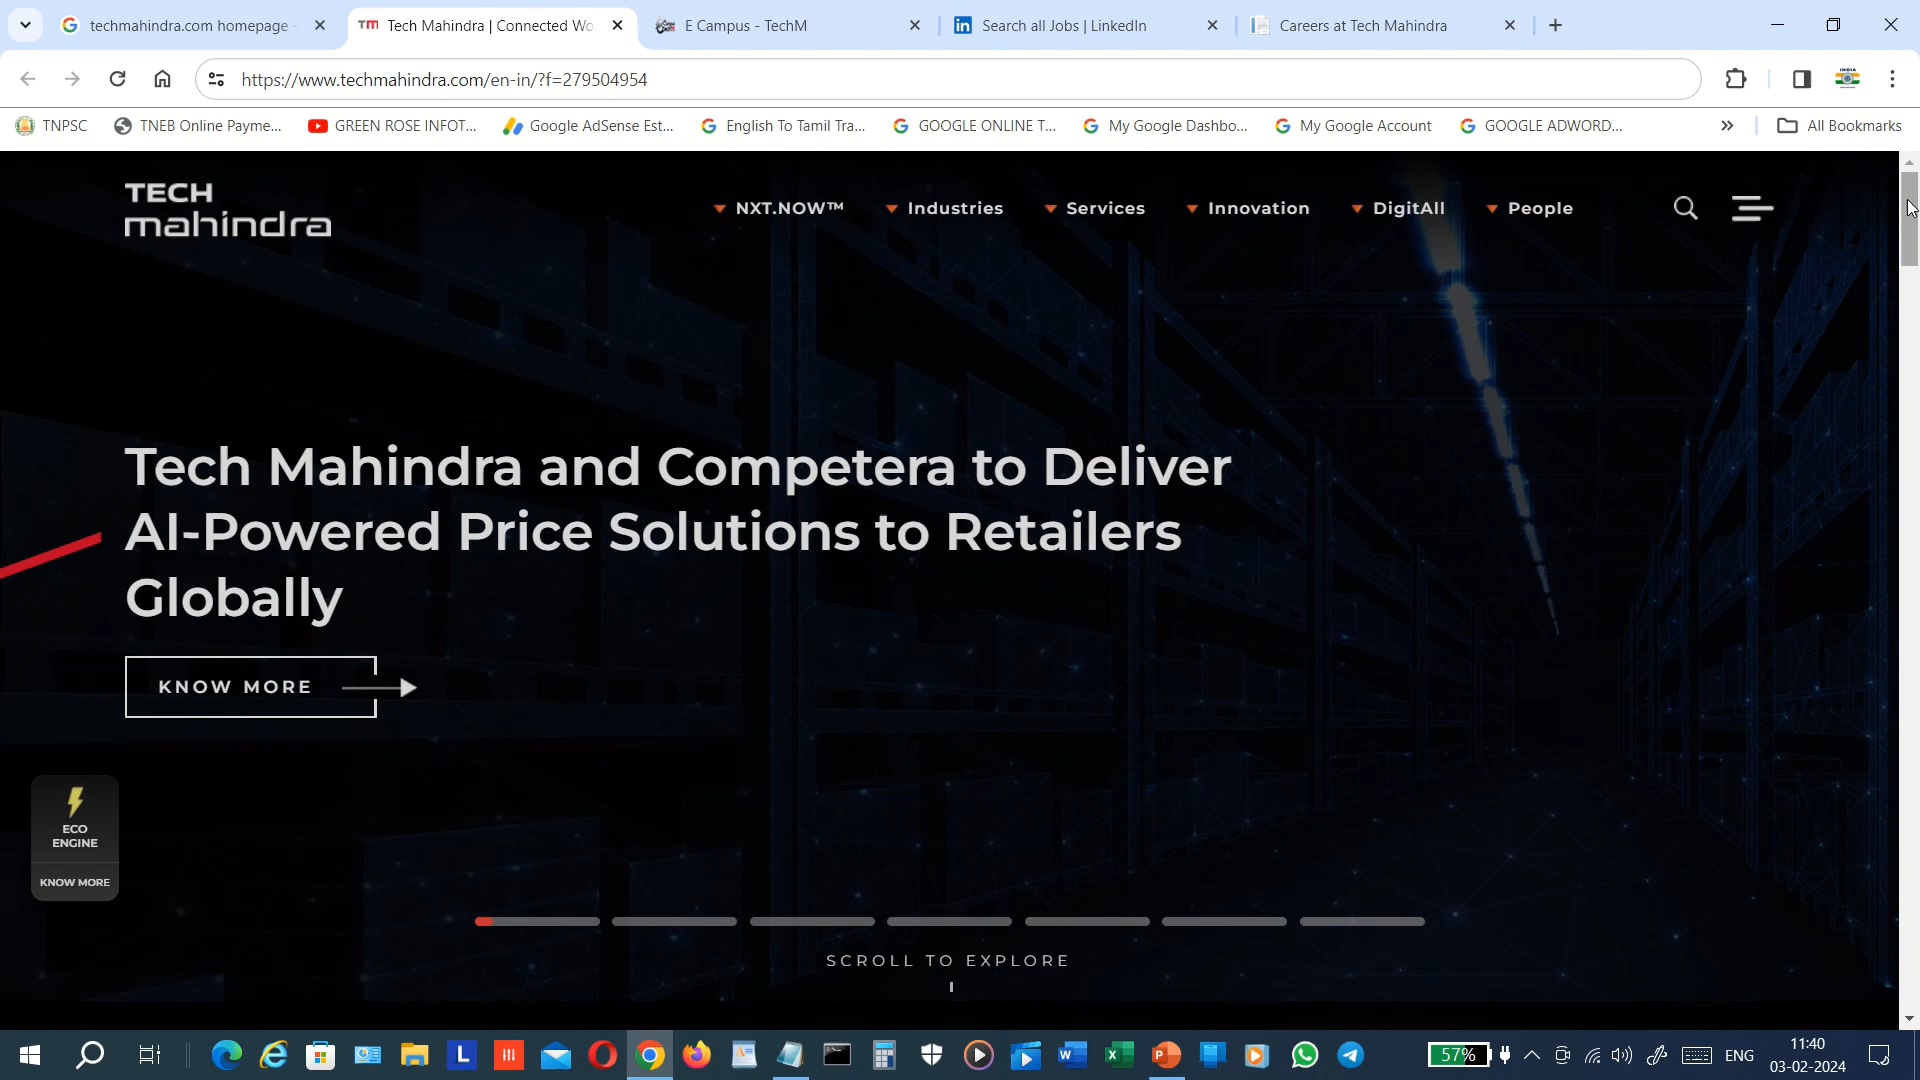 techmahindra.com homepage -
TM Tech Mahindra | Connected Wo
E Campus - TechM
in Search all Jobs | LinkedIn
Careers at Tech Mahindra
https://www.techmahindra.com/en-in/?f=279504954
INDIA
TNPSC
TNEB Online Payme...
GREEN ROSE INFOT...
Google AdSense Est...
English To Tamil Tra...
GOOGLE ONLINE T...
My Google Dashbo...
My Google Account
GOOGLE ADWORD...
All Bookmarks
TECH
mahindra
NXT.NOW™
Industries
Services
Innovation
DigitAll
People
Tech Mahindra and Competera to Deliver
AI-Powered Price Solutions to Retailers
Globally
KNOW MORE
ECO
ENGINE
KNOW MORE
SCROLL TO EXPLORE
57%
ENG
11:40
03-02-2024